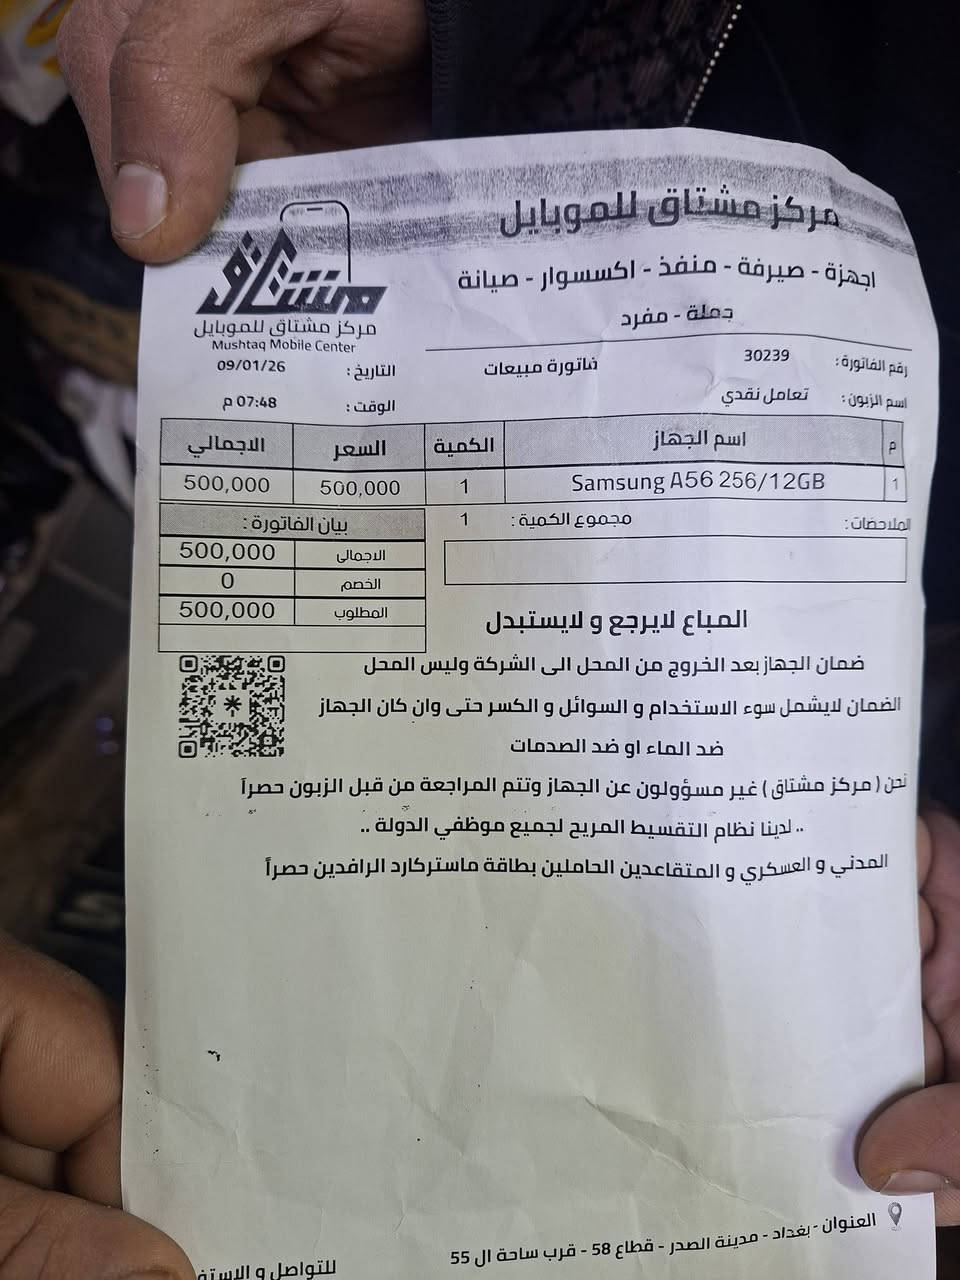 مركز مشتاق للموبايل
اجهزة - صيرفة - منفذ - اكسسوار - صيانة
جملة - مفرد
مشتاق
مركز مشتاق للموبايل
Mushtaq Mobile Center
رقم الفاتورة: 30239
فاتورة مبيعات
التاريخ: 09/01/26
اسم الزبون: تعامل نقدي
الوقت: 07:48 م
م اسم الجهاز الكمية السعر الاجمالي
1 Samsung A56 256/12GB 1 500,000 500,000
الملاحضات:
مجموع الكمية: 1
بيان الفاتورة:
الاجمالي 500,000
الخصم 0
المطلوب 500,000
المباع لايرجع و لايستبدل
ضمان الجهاز بعد الخروج من المحل الى الشركة وليس المحل
الضمان لايشمل سوء الاستخدام و السوائل و الكسر حتى وان كان الجهاز
ضد الماء او ضد الصدمات
نحن ( مركز مشتاق ) غير مسؤولون عن الجهاز وتتم المراجعة من قبل الزبون حصراً
.. لدينا نظام التقسيط المريح لجميع موظفي الدولة ..
المدني و العسكري و المتقاعدين الحاملين بطاقة ماستركارد الرافدين حصراً
العنوان - بغداد - مدينة الصدر - قطاع 58 - قرب ساحة ال 55
للتواصل و